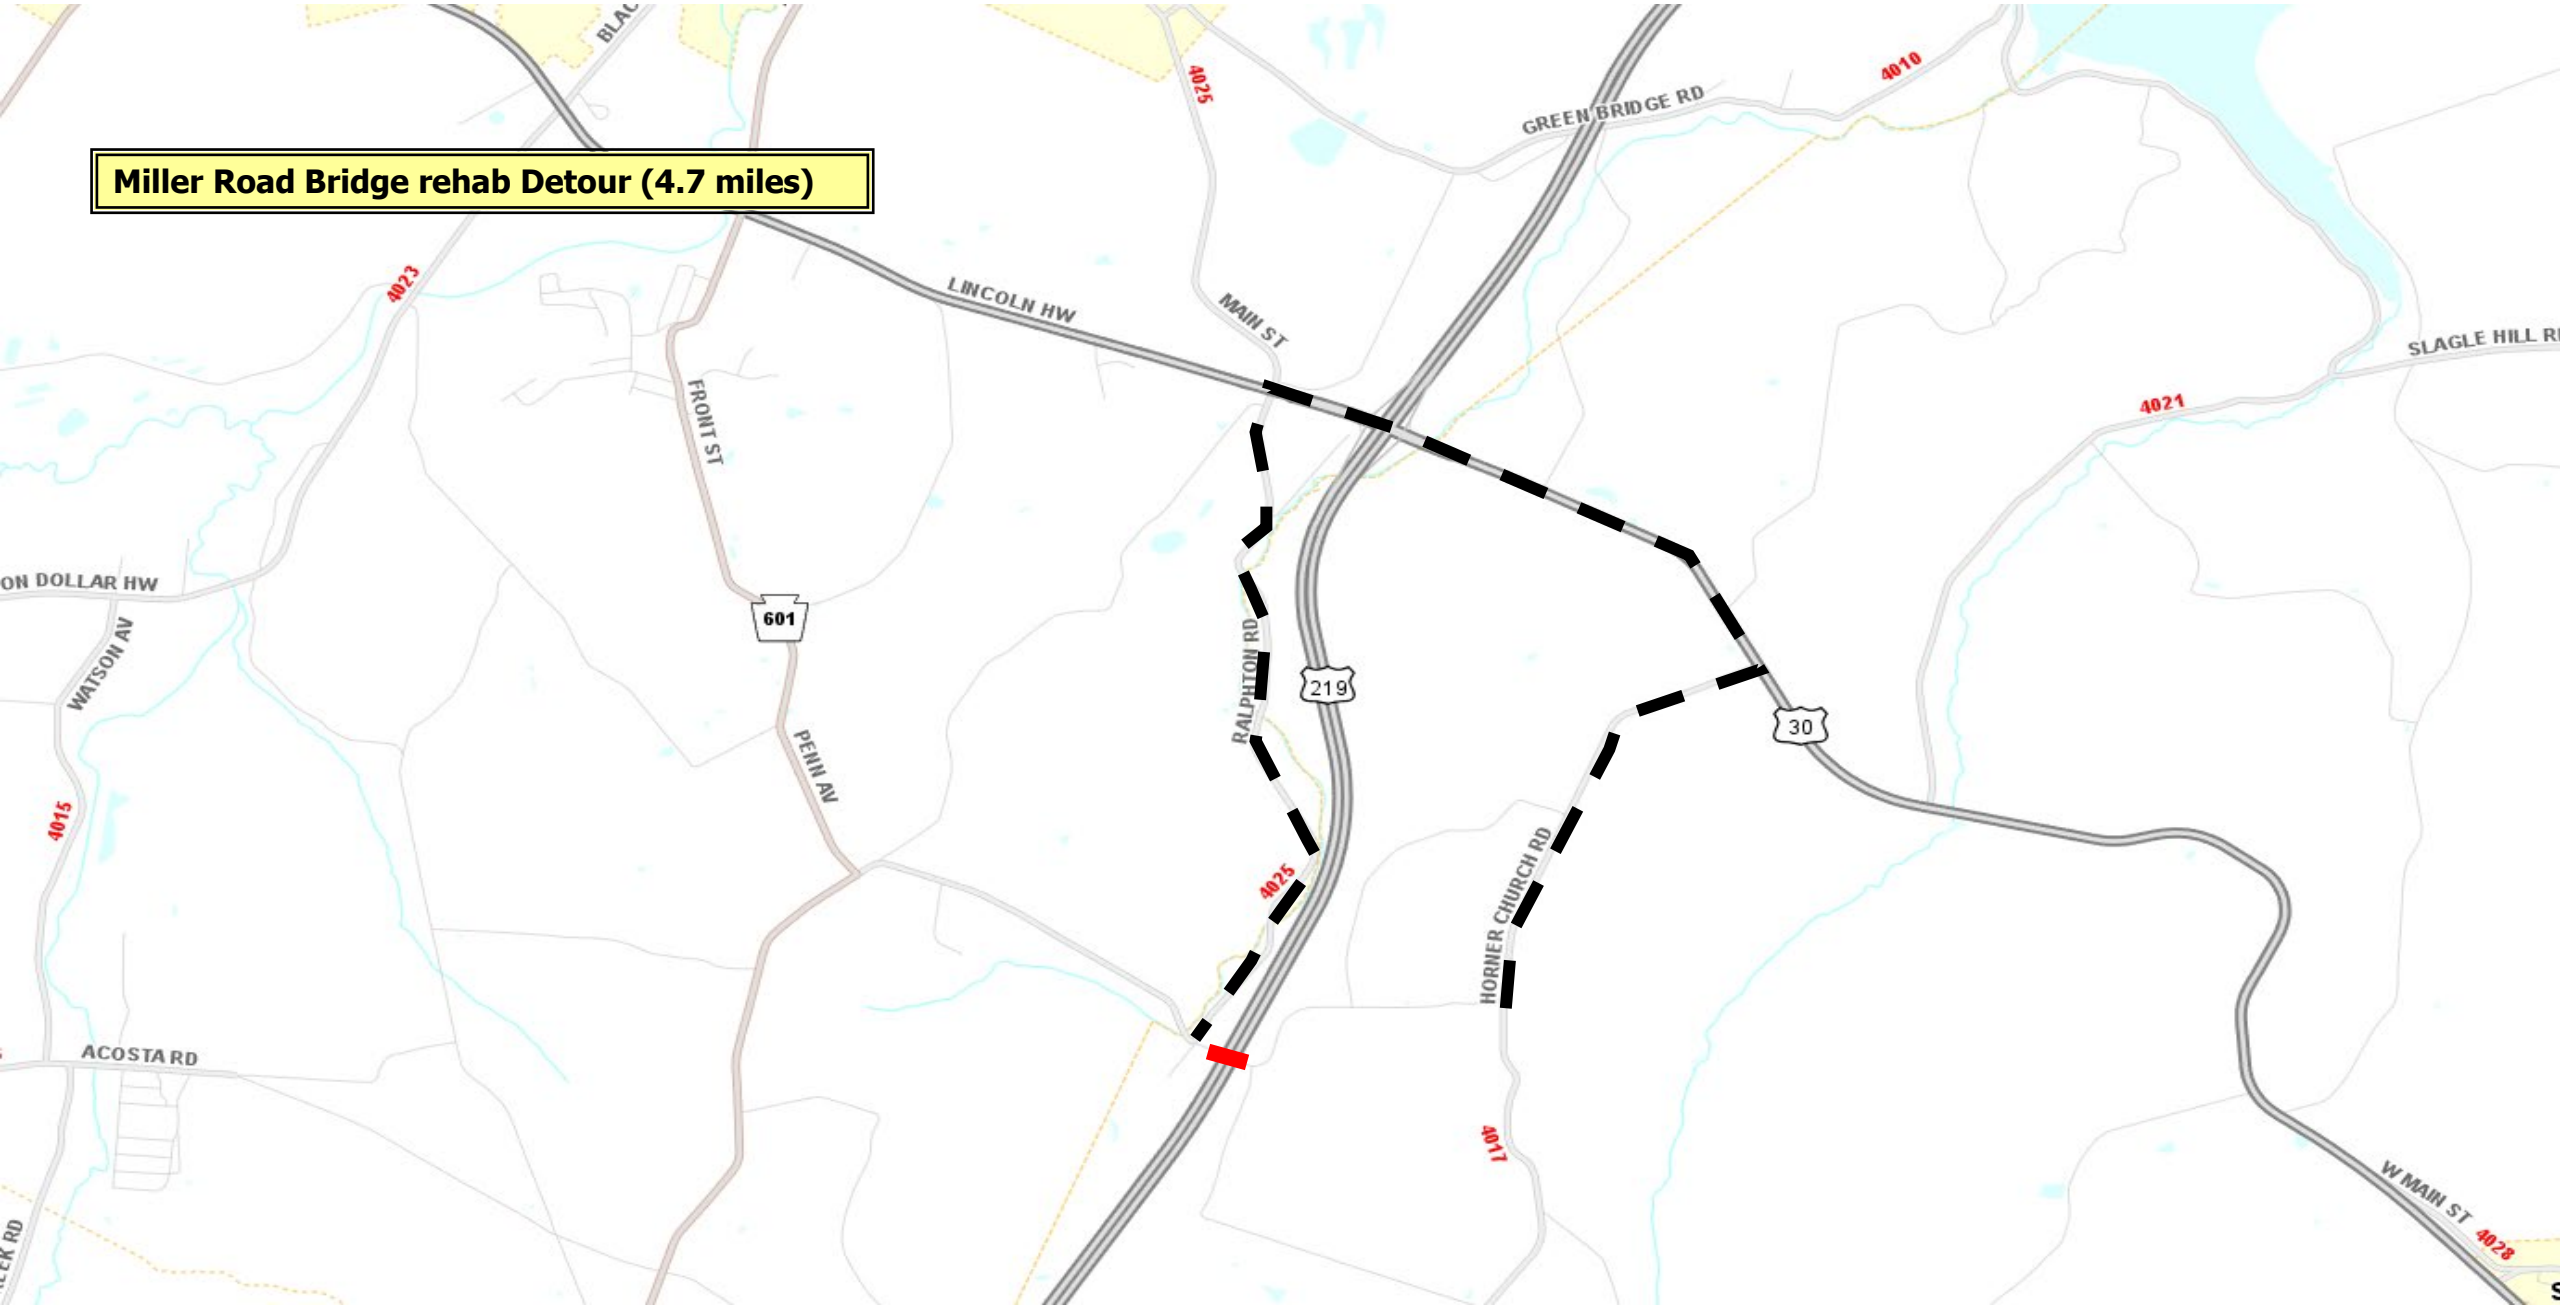 BLAC
4025
4010
GREEN BRIDGE RD
Miller Road Bridge rehab Detour (4.7 miles)
4023
LINCOLN HW
MAIN ST
SLAGLE HILL R
4021
FRONT ST
ON DOLLAR HW
601
WATSON AV
RALPHTON RD
219
30
PENN AV
4015
4025
HORNER CHURCH RD
ACOSTA RD
4017
W MAIN ST
EK RD
4028
S